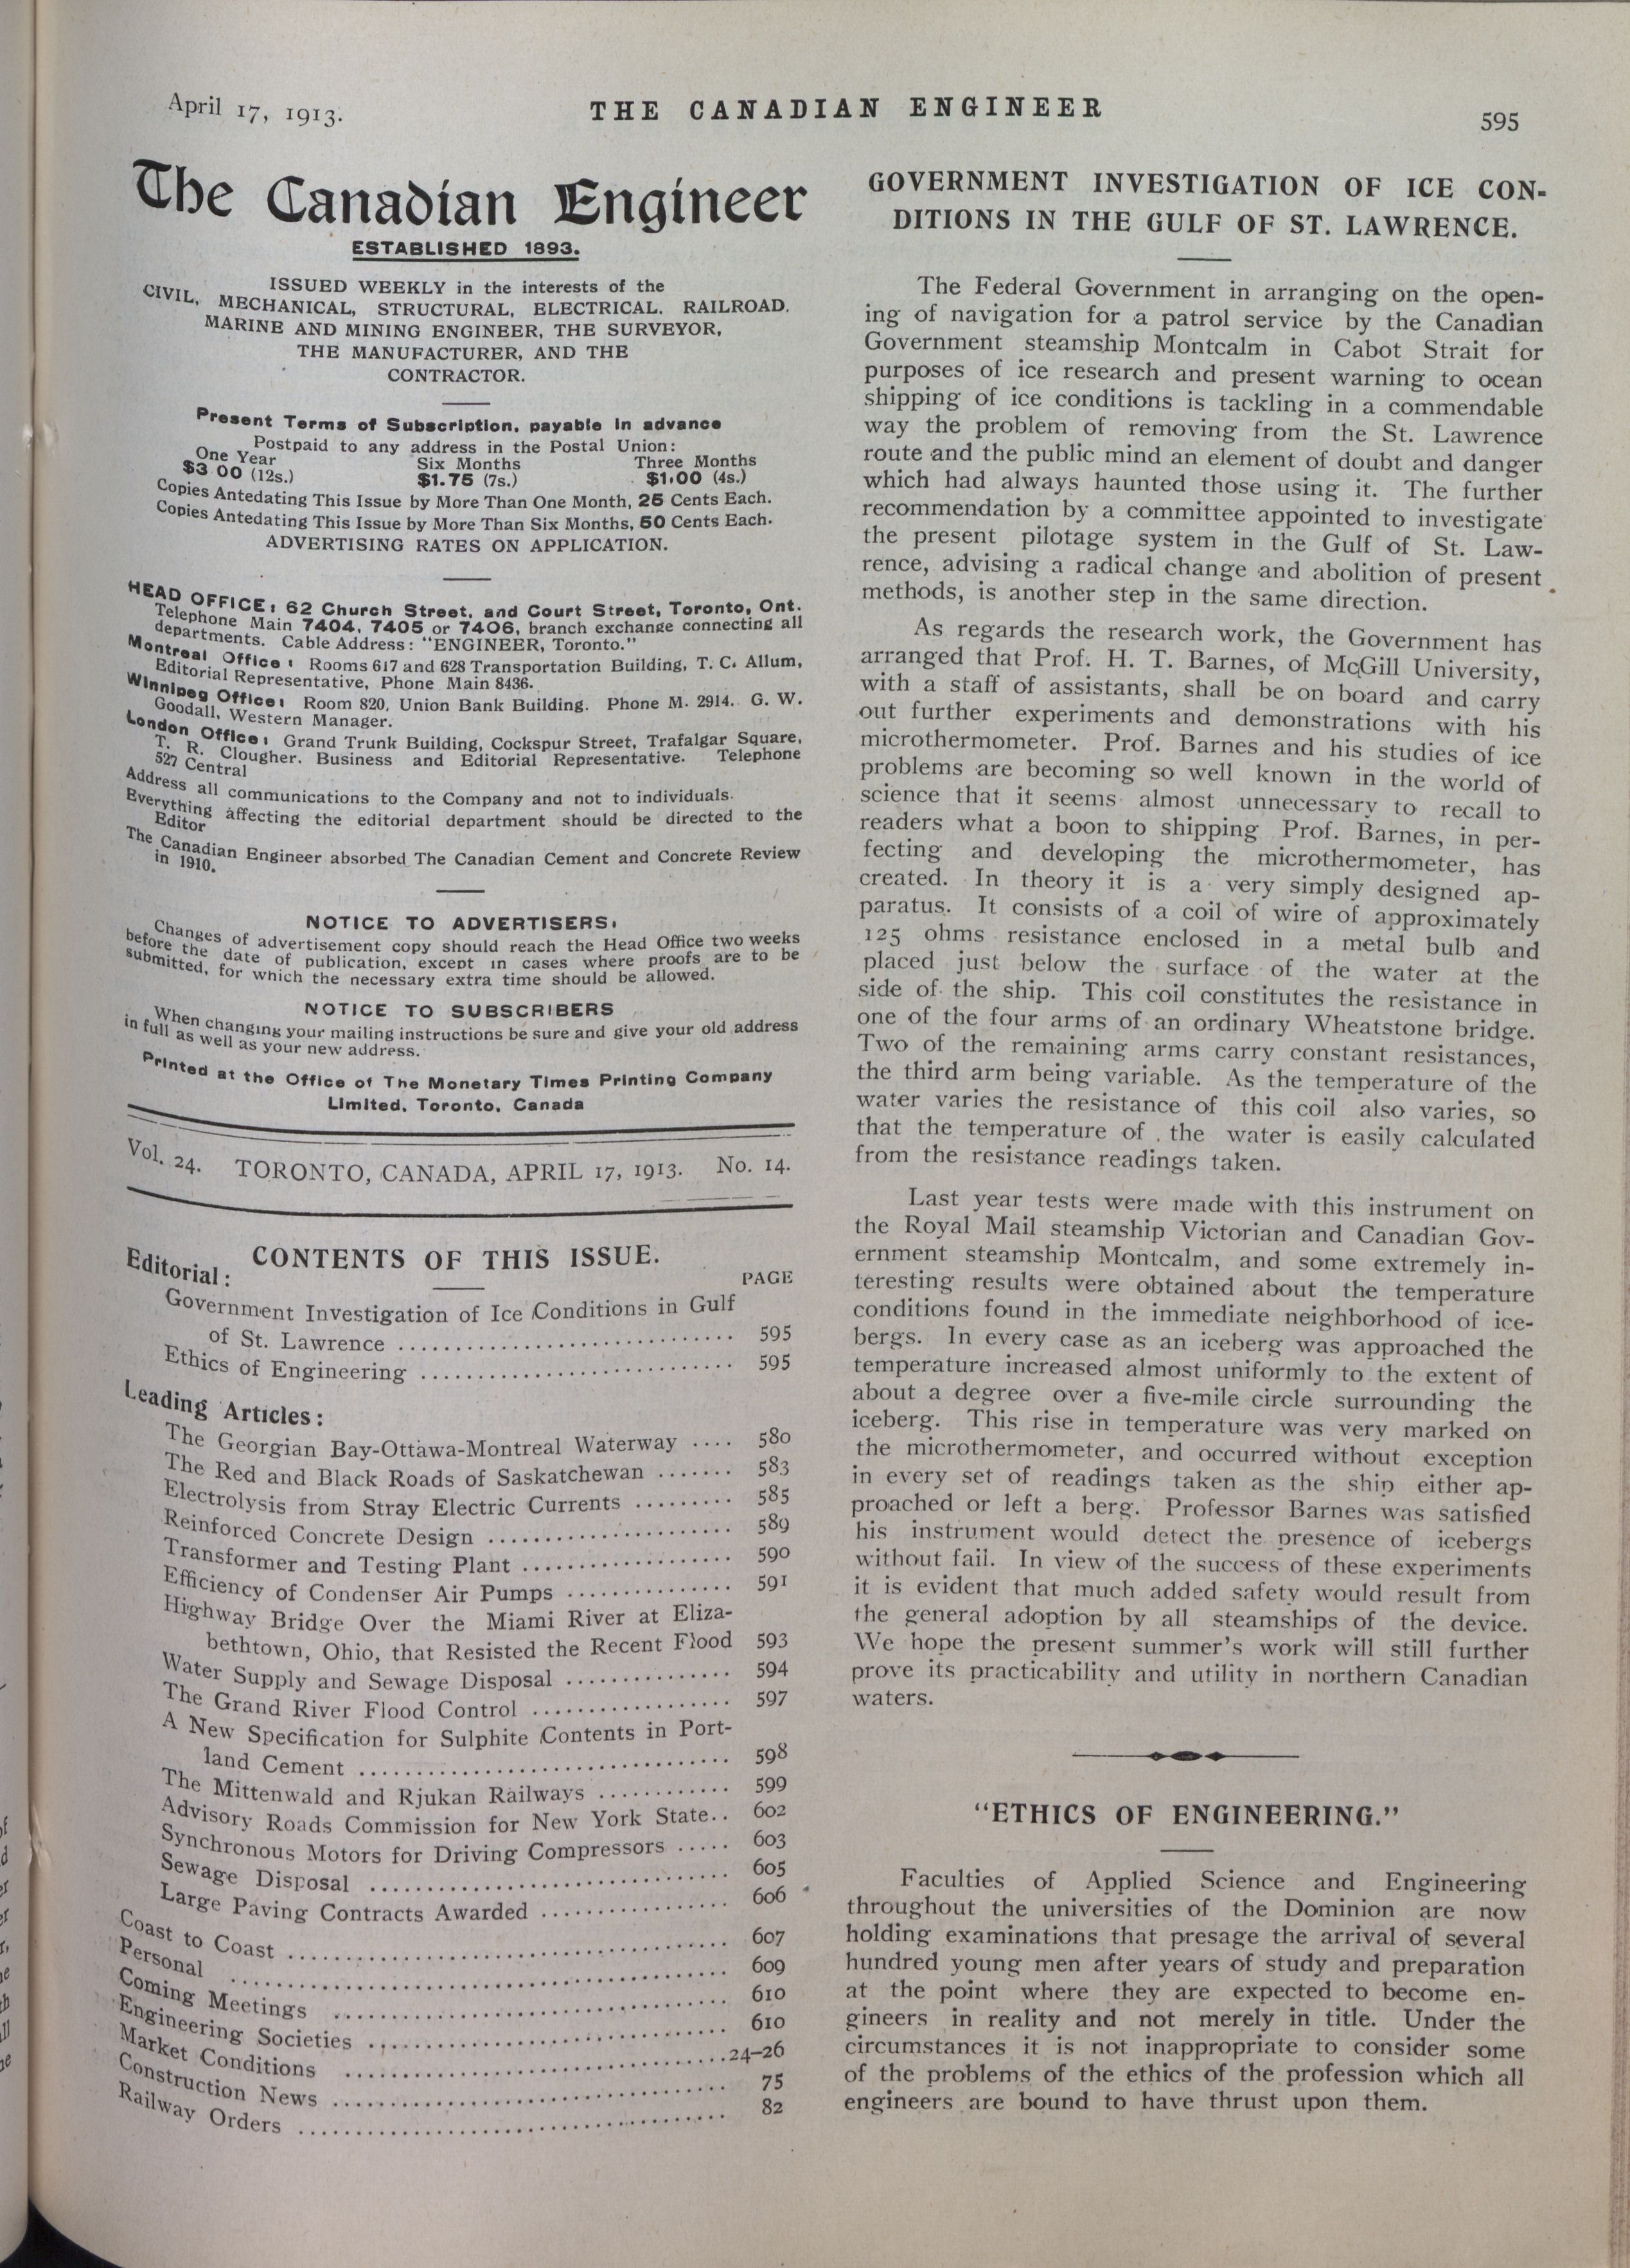 April 17, 1913.
THE CANADIAN ENGINEER
595
The Canadian Engineer
ESTABLISHED 1893.
ISSUED WEEKLY in the interests of the
CIVIL, MECHANICAL, STRUCTURAL, ELECTRICAL, RAILROAD,
MARINE AND MINING ENGINEER, THE SURVEYOR,
THE MANUFACTURER, AND THE
CONTRACTOR.
Present Terms of Subscription, payable in advance
Postpaid to any address in the Postal Union:
One Year Six Months Three Months
$3 00 (12s.) $1.75 (7s.) $1.00 (4s.)
Copies Antedating This Issue by More Than One Month, 25 Cents Each.
Copies Antedating This Issue by More Than Six Months, 50 Cents Each.
ADVERTISING RATES ON APPLICATION.
HEAD OFFICE: 62 Church Street, and Court Street, Toronto, Ont.
Telephone Main 7404, 7405 or 7406, branch exchange connecting all
departments. Cable Address: "ENGINEER, Toronto."
Montreal Office: Rooms 617 and 628 Transportation Building, T. C. Allum,
Editorial Representative, Phone Main 8436.
Winnipeg Office: Room 820, Union Bank Building. Phone M. 2914. G. W.
Goodall, Western Manager.
London Office: Grand Trunk Building, Cockspur Street, Trafalgar Square,
T. R. Clougher, Business and Editorial Representative. Telephone
527 Central
Address all communications to the Company and not to individuals.
Everything affecting the editorial department should be directed to the
Editor
The Canadian Engineer absorbed The Canadian Cement and Concrete Review
in 1910.
NOTICE TO ADVERTISERS:
Changes of advertisement copy should reach the Head Office two weeks
before the date of publication, except in cases where proofs are to be
submitted, for which the necessary extra time should be allowed.
NOTICE TO SUBSCRIBERS
When changing your mailing instructions be sure and give your old address
in full as well as your new address.
Printed at the Office of The Monetary Times Printing Company
Limited, Toronto, Canada
Vol. 24. TORONTO, CANADA, APRIL 17, 1913. No. 14.
CONTENTS OF THIS ISSUE.
Editorial: PAGE
Government Investigation of Ice Conditions in Gulf
of St. Lawrence .............................. 595
Ethics of Engineering ............................ 595
Leading Articles:
The Georgian Bay-Ottawa-Montreal Waterway .... 580
The Red and Black Roads of Saskatchewan ....... 583
Electrolysis from Stray Electric Currents ......... 585
Reinforced Concrete Design ...................... 589
Transformer and Testing Plant ................... 590
Efficiency of Condenser Air Pumps ............... 591
Highway Bridge Over the Miami River at Eliza-
bethtown, Ohio, that Resisted the Recent Flood 593
Water Supply and Sewage Disposal ............... 594
The Grand River Flood Control .................. 597
A New Specification for Sulphite Contents in Port-
land Cement ................................. 598
The Mittenwald and Rjukan Railways ............ 599
Advisory Roads Commission for New York State.. 602
Synchronous Motors for Driving Compressors ..... 603
Sewage Disposal ................................ 605
Large Paving Contracts Awarded ................. 606
Coast to Coast ....................................... 607
Personal ............................................ 609
Coming Meetings ................................... 610
Engineering Societies ................................ 610
Market Conditions ..................................24-26
Construction News ................................... 75
Railway Orders ...................................... 82
GOVERNMENT INVESTIGATION OF ICE CON-
DITIONS IN THE GULF OF ST. LAWRENCE.
The Federal Government in arranging on the open-
ing of navigation for a patrol service by the Canadian
Government steamship Montcalm in Cabot Strait for
purposes of ice research and present warning to ocean
shipping of ice conditions is tackling in a commendable
way the problem of removing from the St. Lawrence
route and the public mind an element of doubt and danger
which had always haunted those using it. The further
recommendation by a committee appointed to investigate
the present pilotage system in the Gulf of St. Law-
rence, advising a radical change and abolition of present
methods, is another step in the same direction.
As regards the research work, the Government has
arranged that Prof. H. T. Barnes, of McGill University,
with a staff of assistants, shall be on board and carry
out further experiments and demonstrations with his
microthermometer. Prof. Barnes and his studies of ice
problems are becoming so well known in the world of
science that it seems almost unnecessary to recall to
readers what a boon to shipping Prof. Barnes, in per-
fecting and developing the microthermometer, has
created. In theory it is a very simply designed ap-
paratus. It consists of a coil of wire of approximately
125 ohms resistance enclosed in a metal bulb and
placed just below the surface of the water at the
side of the ship. This coil constitutes the resistance in
one of the four arms of an ordinary Wheatstone bridge.
Two of the remaining arms carry constant resistances,
the third arm being variable. As the temperature of the
water varies the resistance of this coil also varies, so
that the temperature of the water is easily calculated
from the resistance readings taken.
Last year tests were made with this instrument on
the Royal Mail steamship Victorian and Canadian Gov-
ernment steamship Montcalm, and some extremely in-
teresting results were obtained about the temperature
conditions found in the immediate neighborhood of ice-
bergs. In every case as an iceberg was approached the
temperature increased almost uniformly to the extent of
about a degree over a five-mile circle surrounding the
iceberg. This rise in temperature was very marked on
the microthermometer, and occurred without exception
in every set of readings taken as the ship either ap-
proached or left a berg. Professor Barnes was satisfied
his instrument would detect the presence of icebergs
without fail. In view of the success of these experiments
it is evident that much added safety would result from
the general adoption by all steamships of the device.
We hope the present summer's work will still further
prove its practicability and utility in northern Canadian
waters.
"ETHICS OF ENGINEERING."
Faculties of Applied Science and Engineering
throughout the universities of the Dominion are now
holding examinations that presage the arrival of several
hundred young men after years of study and preparation
at the point where they are expected to become en-
gineers in reality and not merely in title. Under the
circumstances it is not inappropriate to consider some
of the problems of the ethics of the profession which all
engineers are bound to have thrust upon them.